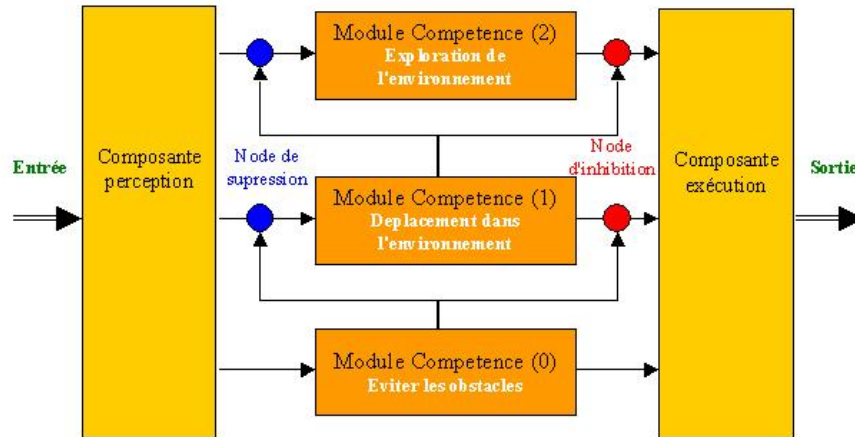 Module Competence (2)
Exploration de
l'environnement
Entrée
Composante
perception
Node de
supression
Node
d'inhibition
Composante
exécution
Sortie
Module Competence (1)
Deplacement dans
l'environnement
Module Competence (0)
Eviter les obstacles